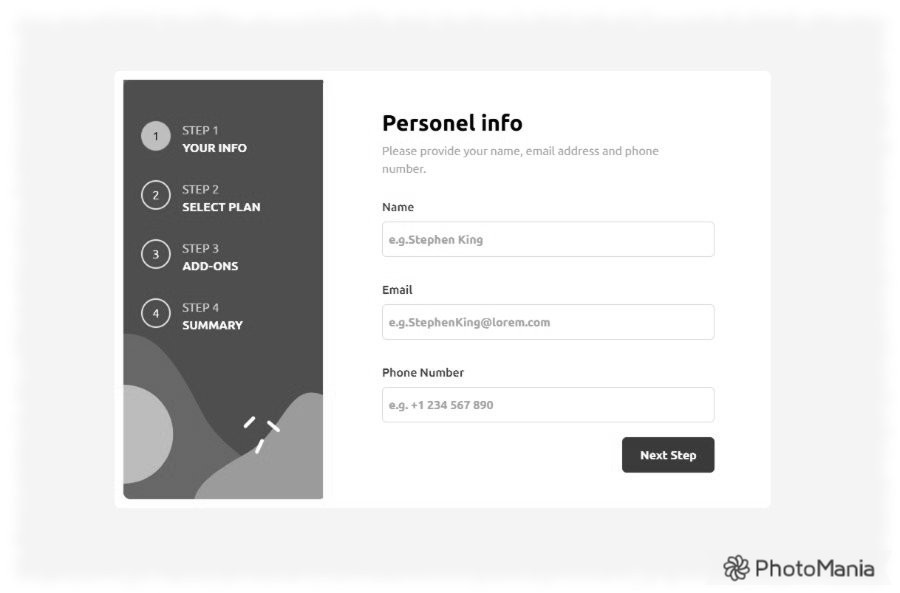 1
STEP 1
YOUR INFO
2
STEP 2
SELECT PLAN
3
STEP 3
ADD-ONS
4
STEP 4
SUMMARY
Personel info
Please provide your name, email address and phone
number.
Name
e.g.Stephen King
Email
e.g.StephenKing@lorem.com
Phone Number
e.g. +1 234 567 890
Next Step
PhotoMania